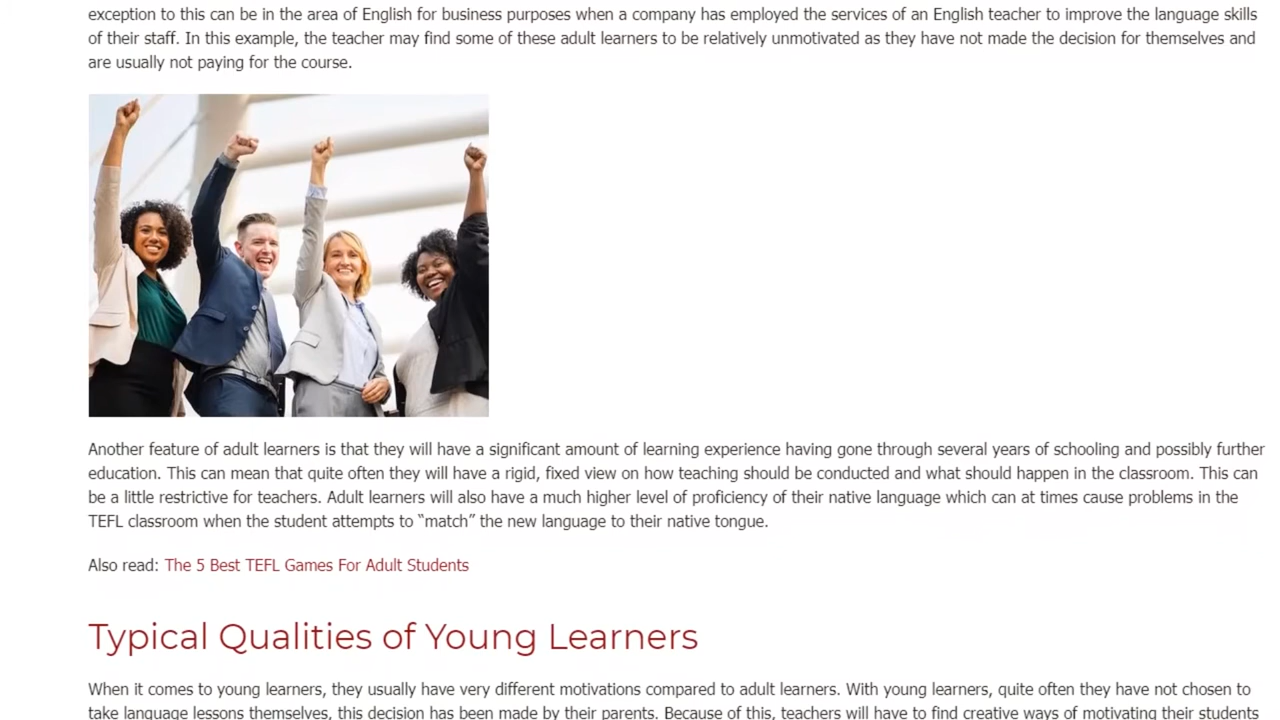 exception to this can be in the area of English for business purposes when a company has employed the services of an English teacher to improve the language skills
of their staff. In this example, the teacher may find some of these adult learners to be relatively unmotivated as they have not made the decision for themselves and
are usually not paying for the course.
Another feature of adult learners is that they will have a significant amount of learning experience having gone through several years of schooling and possibly further
education. This can mean that quite often they will have a rigid, fixed view on how teaching should be conducted and what should happen in the classroom. This can
be a little restrictive for teachers. Adult learners will also have a much higher level of proficiency of their native language which can at times cause problems in the
TEFL classroom when the student attempts to “match” the new language to their native tongue.
Also read: The 5 Best TEFL Games For Adult Students
Typical Qualities of Young Learners
When it comes to young learners, they usually have very different motivations compared to adult learners. With young learners, quite often they have not chosen to
take language lessons themselves, this decision has been made by their parents. Because of this, teachers will have to find creative ways of motivating their students